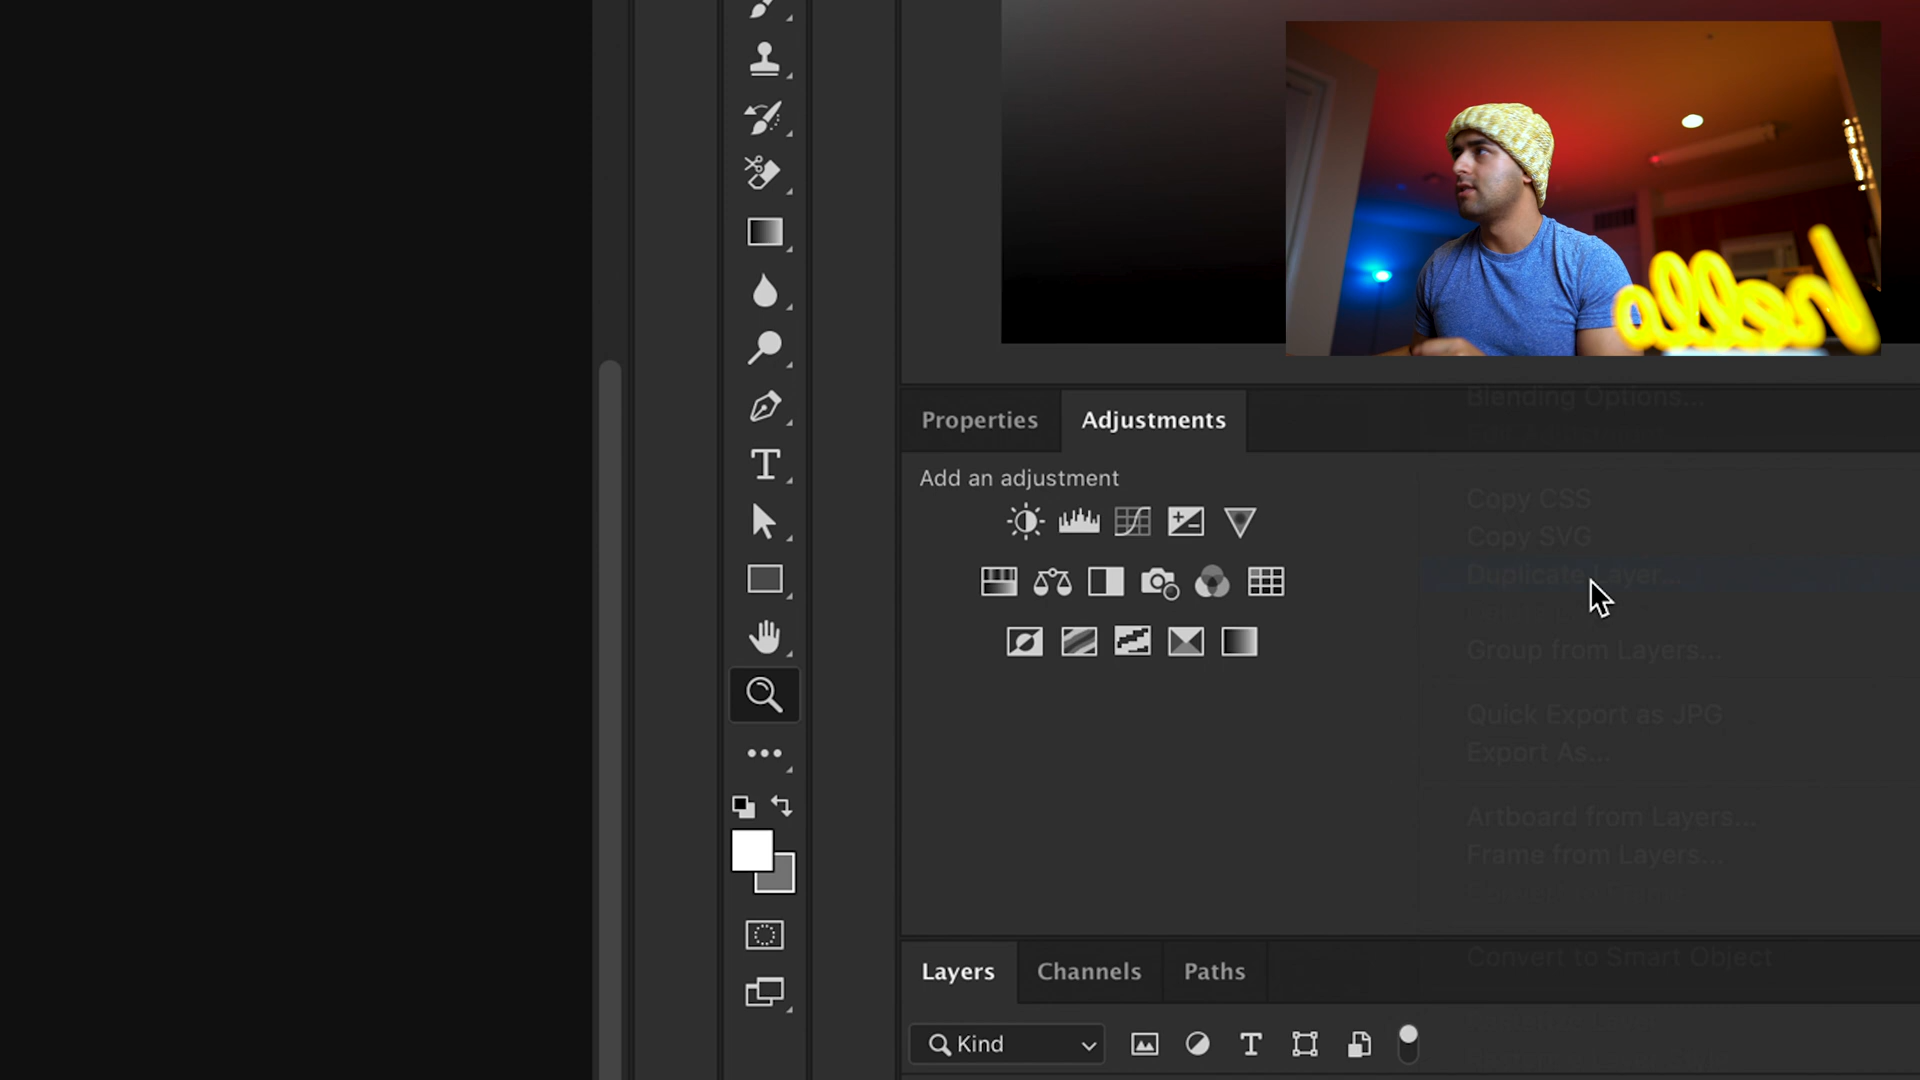 hello
Properties
Adjustments
Blending Options...
Add an adjustment
Copy CSS
Copy SVG
Duplicate Layer...
Group from Layers...
Quick Export as JPG
Export As...
Artboard from Layers...
Frame from Layers...
Convert to Smart Object
Layers
Channels
Paths
Kind